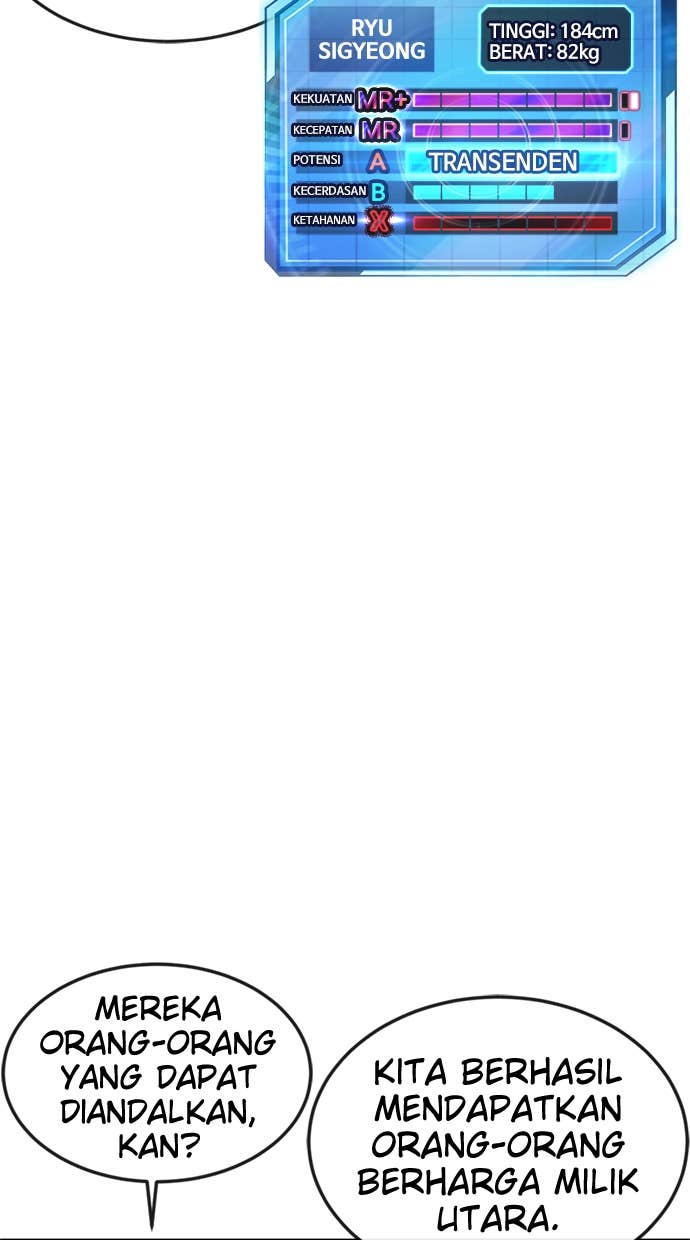 RYU
SIGYEONG
TINGGI: 184cm
BERAT: 82kg
KEKUATAN MR+
KECEPATAN MR
POTENSI A TRANSENDEN
KECERDASAN B
KETAHANAN X
MEREKA
ORANG-ORANG
YANG DAPAT
DIANDALKAN,
KAN?
KITA BERHASIL
MENDAPATKAN
ORANG-ORANG
BERHARGA MILIK
UTARA.